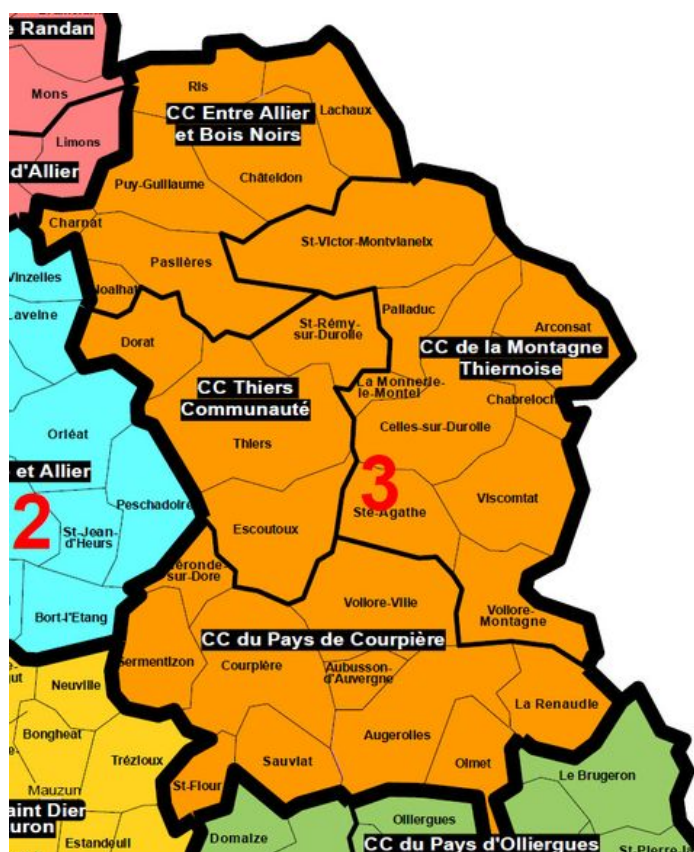 e Randan
Mons
Limons
d'Allier
Ris
CC Entre Allier
et Bois Noirs
Lachaux
Puy-Guillaume
Châteldon
Charnat
St-Victor-Montvianeix
Paslières
Noalhat
Vinzelles
Palladuc
St-Rémy-
sur-Durolle
Dorat
Arconsat
CC de la Montagne
Thiernoise
CC Thiers
Communauté
La Monnerie-
le-Montel
Chabreloch
Celles-sur-Durolle
Thiers
Orléat
e et Allier
2
3
Peschadoire
St-Jean-
d'Heurs
Viscomtat
Ste-Agathe
Escoutoux
Néronde-
sur-Dore
Bort-l'Etang
Vollore-Ville
Vollore-
Montagne
CC du Pays de Courpière
Sermentizon
Courpière
Aubusson-
d'Auvergne
Neuville
La Renaudie
Bongheat
Trézioux
Augerolles
Sauviat
Olmet
St-Flour
Le Brugeron
Mauzun
aint Dier
uron
Estandeuil
Domaize
Olliergues
CC du Pays d'Olliergues